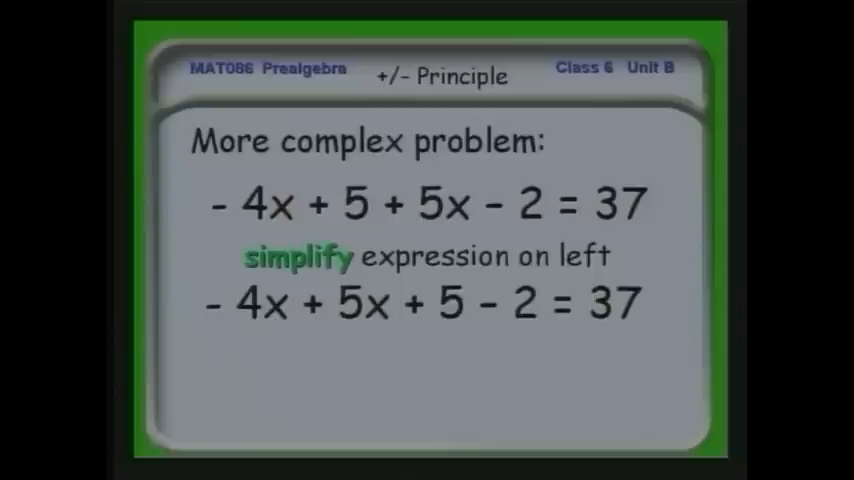 MAT086 Prealgebra +/- Principle Class 6 Unit B
More complex problem:
- 4x + 5 + 5x - 2 = 37
simplify expression on left
- 4x + 5x + 5 - 2 = 37